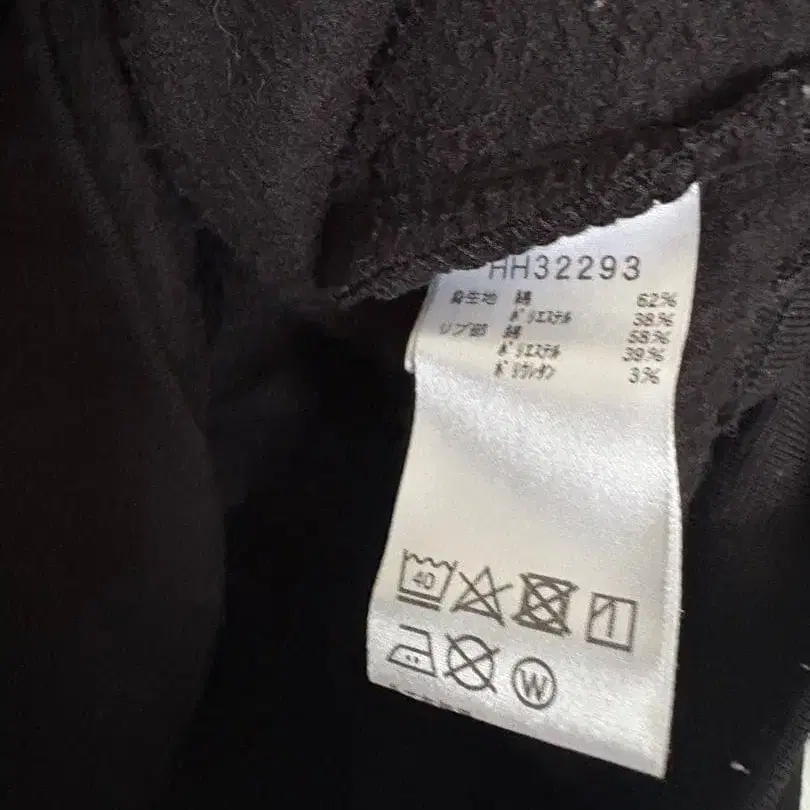 HH32293
身生地 綿 62%
ポリエステル 38%
リブ部 綿 58%
ポリエステル 39%
ポリウレタン 3%
40
W